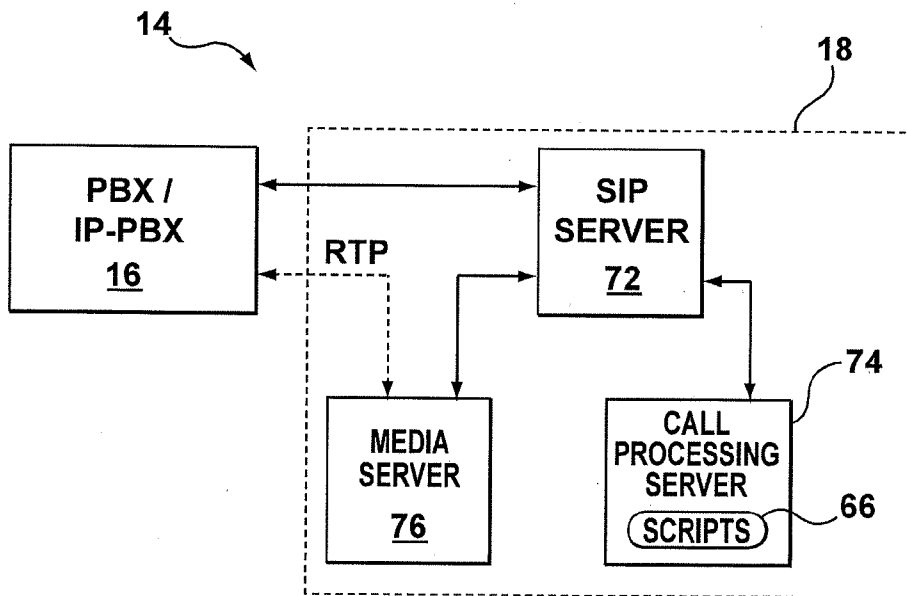 14
18
PBX /
IP-PBX
16
SIP
SERVER
72
RTP
74
MEDIA
SERVER
76
CALL
PROCESSING
SERVER
SCRIPTS
66